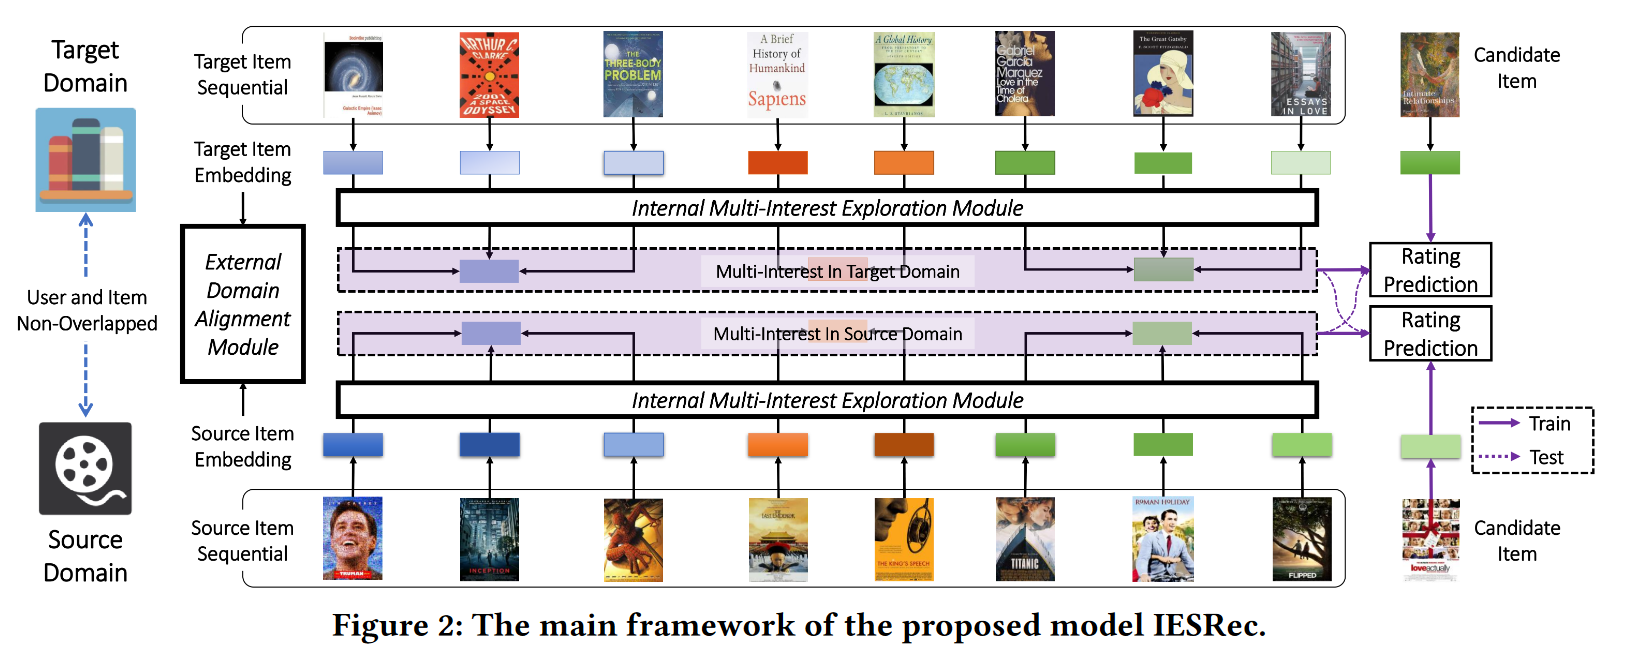 Target
Domain
Target Item
Sequential
ARTHUR C.
CLARKE
2001
A SPACE
ODYSSEY
THE
THREE-BODY
PROBLEM
A Brief
History of
Humankind
Sapiens
A Global History
Gabriel
García
Marquez
Love in the
Time of
Cholera
The Great Gatsby
ESSAYS
IN LOVE
Intimate
Relationships
Candidate
Item
Target Item
Embedding
Internal Multi-Interest Exploration Module
External
Domain
Alignment
Module
Multi-Interest In Target Domain
Rating
Prediction
User and Item
Non-Overlapped
Multi-Interest In Source Domain
Rating
Prediction
Internal Multi-Interest Exploration Module
Source Item
Embedding
Train
Test
Source Item
Sequential
TRUMAN
INCEPTION
THE KING'S SPEECH
TITANIC
ROMAN HOLIDAY
FLIPPED
love actually
Candidate
Item
Source
Domain
Figure 2: The main framework of the proposed model IESRec.